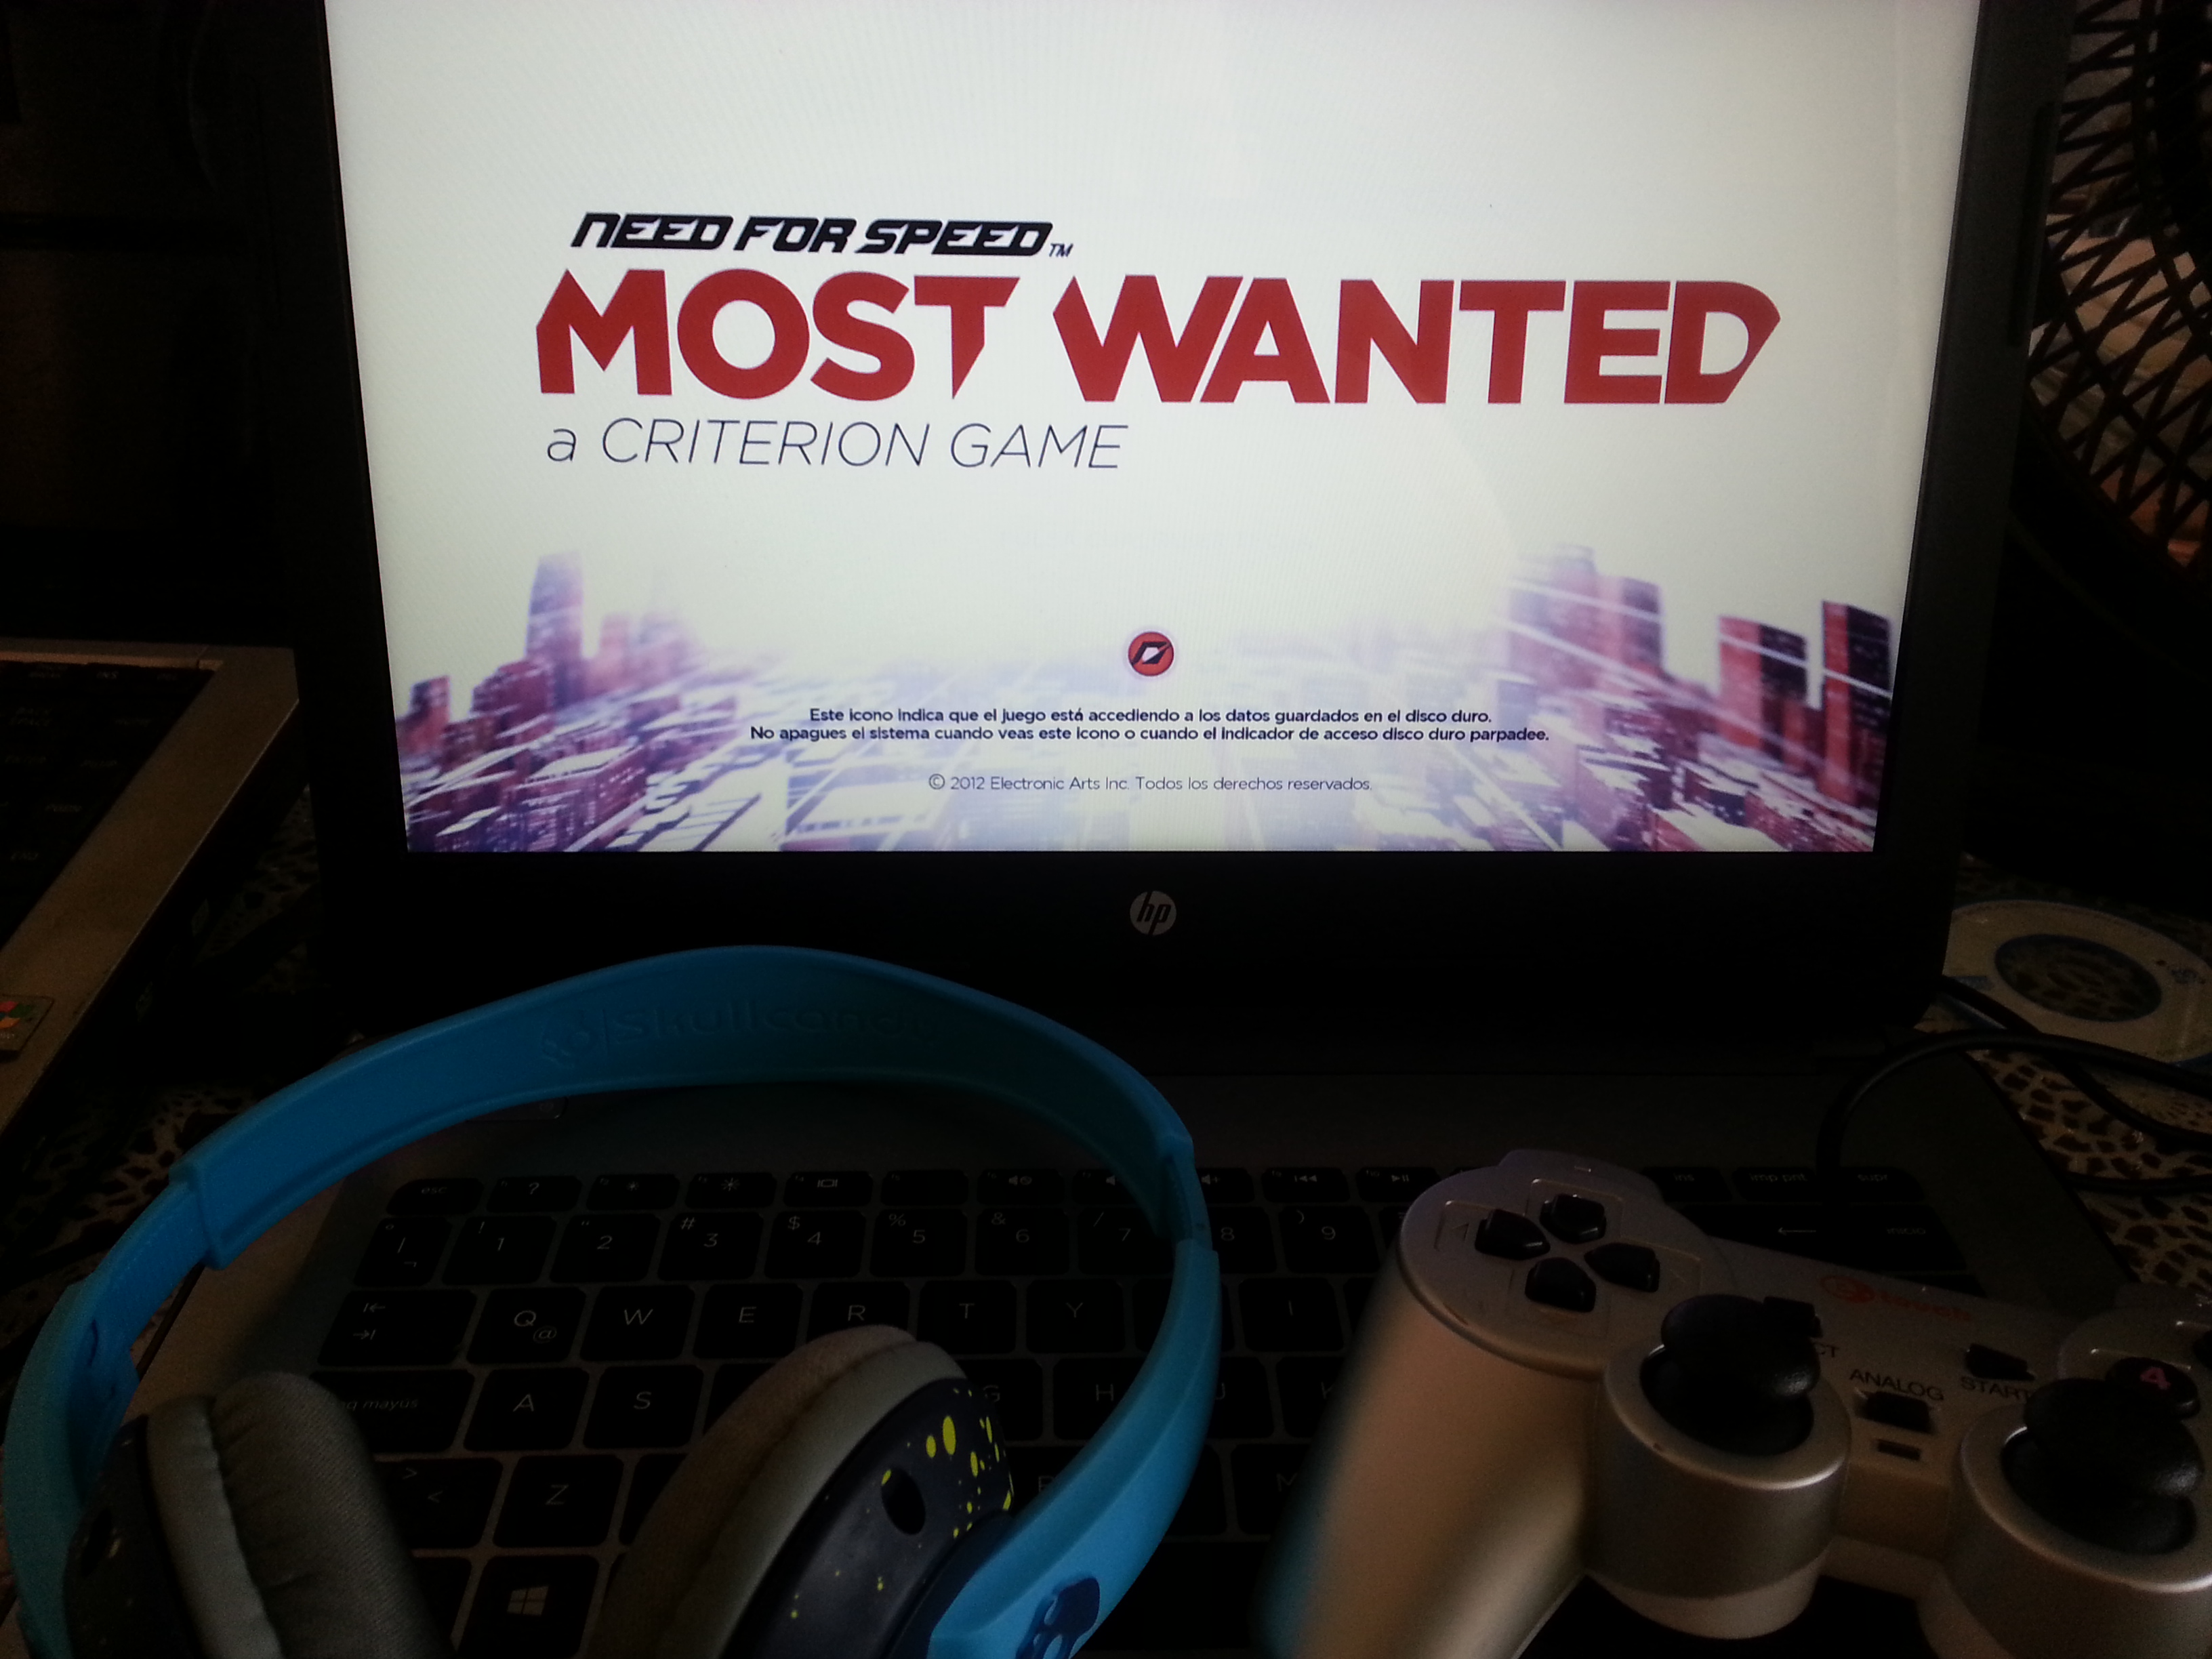 NEED FOR SPEED™
MOST WANTED
a CRITERION GAME
Este icono indica que el juego está accediendo a los datos guardados en el disco duro.
No apagues el sistema cuando veas este icono o cuando el indicador de acceso disco duro parpadee.
© 2012 Electronic Arts Inc. Todos los derechos reservados.
hp
skullcandy
esc ? ins imp pnt supr
° | ¬ ! 1 " 2 # 3 $ 4 % 5 & 6 / 7 8 ) 9 inicio
Q @ W E R T Y I
mayus A S G H J K
> < Z B M
ANALOG START
4